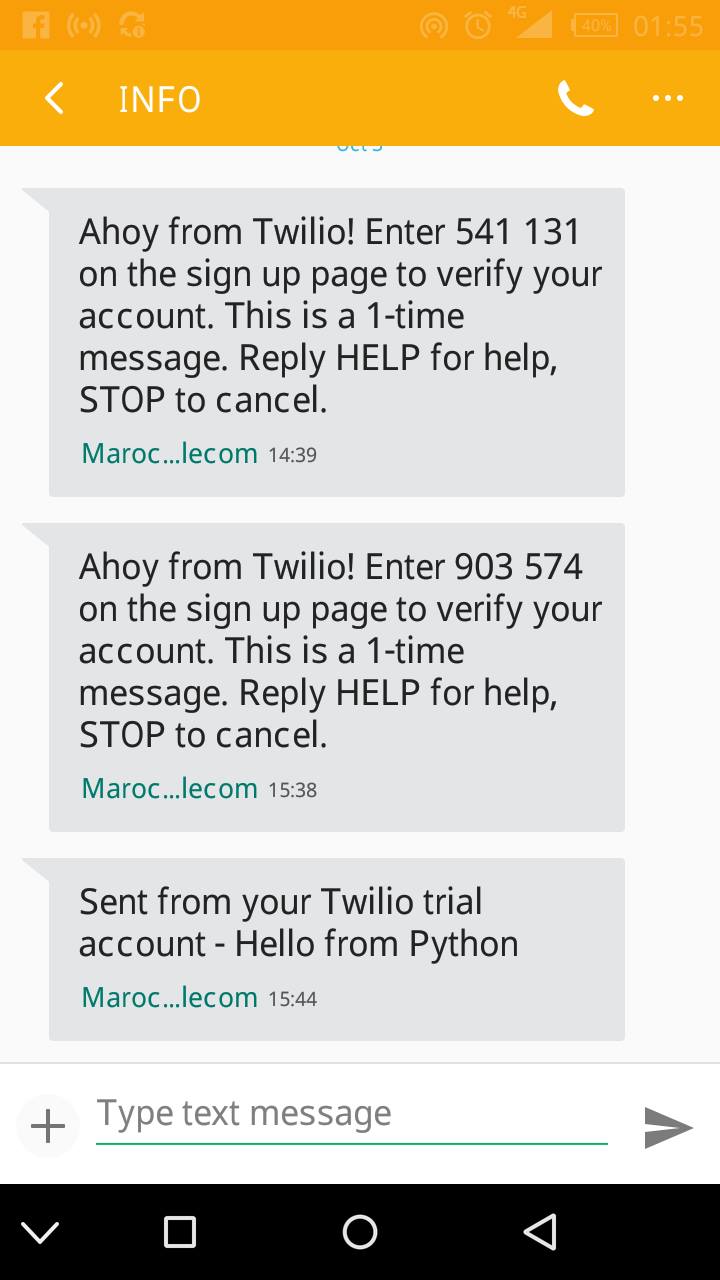 4G
40%
01:55
INFO
Oct 3
Ahoy from Twilio! Enter 541 131
on the sign up page to verify your
account. This is a 1-time
message. Reply HELP for help,
STOP to cancel.
Maroc...lecom 14:39
Ahoy from Twilio! Enter 903 574
on the sign up page to verify your
account. This is a 1-time
message. Reply HELP for help,
STOP to cancel.
Maroc...lecom 15:38
Sent from your Twilio trial
account - Hello from Python
Maroc...lecom 15:44
Type text message